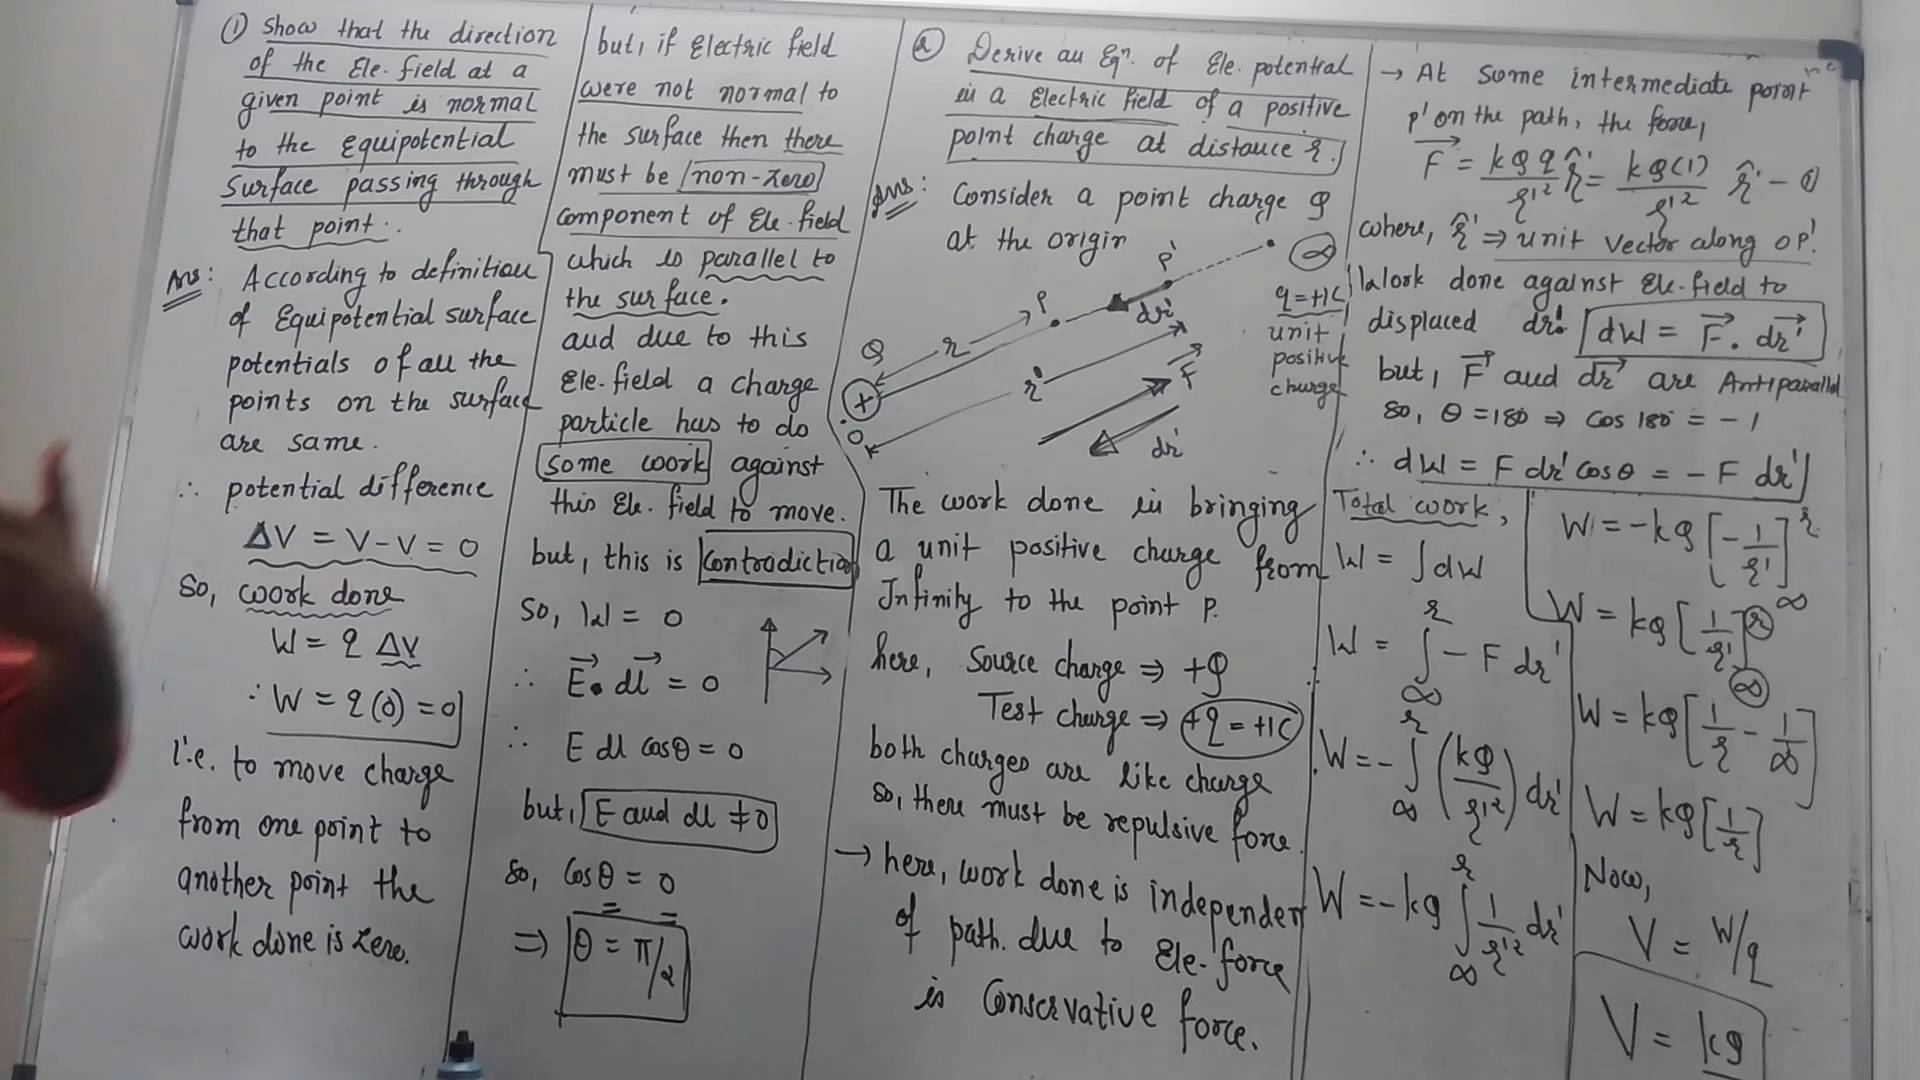 ① Show that the direction
of the Ele. field at a
given point is normal
to the Equipotential
Surface passing through
that point.
Ans: According to definition
of Equipotential surface
potentials of all the
points on the surface
are same.
∴ potential difference
ΔV = V-V = 0
So, work done
W = q ΔV
∴ W = q(0) = 0
i.e. to move charge
from one point to
another point the
work done is zero.
but, if Electric field
were not normal to
the surface then there
must be non-zero
component of Ele. field
which is parallel to
the surface.
and due to this
Ele. field a charge
particle has to do
some work against
this Ele. field to move.
but, this is Contradiction
So, W = 0
∴ E⃗ . dl⃗ = 0
∴ E dl cosθ = 0
but, E and dl ≠ 0
so, cosθ = 0
⇒ θ = π/2
② Derive an Eqn. of Ele. potential
in a Electric field of a positive
point charge at distance r.
Ans: Consider a point charge Q
at the origin
∞
P'
q=+1C
unit
positive
charge
P
dr'
Q
r
+
r'
F⃗
O
dr'
The work done in bringing
a unit positive charge from
Infinity to the point P.
here, Source charge ⇒ +Q
Test charge ⇒ +q = +1C
both charges are like charge
so, there must be repulsive force.
→ here, work done is independent
of path. due to Ele. force
is Conservative force.
→ At some intermediate point
p' on the path, the force,
F⃗ = kQq/r'² r̂' = kQ(1)/r'² r̂' - ①
where, r̂' ⇒ unit vector along OP'.
Work done against Ele. field to
displaced dr'. dW = F⃗ . dr'⃗
but, F⃗ and dr⃗ are Antiparallel
so, θ = 180 ⇒ cos 180 = -1
∴ dW = F dr' cosθ = - F dr'
Total work,
W = ∫dW
W = ∫∞^r - F dr'
W = - ∫∞^r (kQ/r'²) dr'
W = -kQ ∫∞^r 1/r'² dr'
W = -kQ [-1/r']∞^r
W = kQ [1/r']∞^r
W = kQ [1/r - 1/∞]
W = kQ [1/r]
Now,
V = W/q
V = kQ